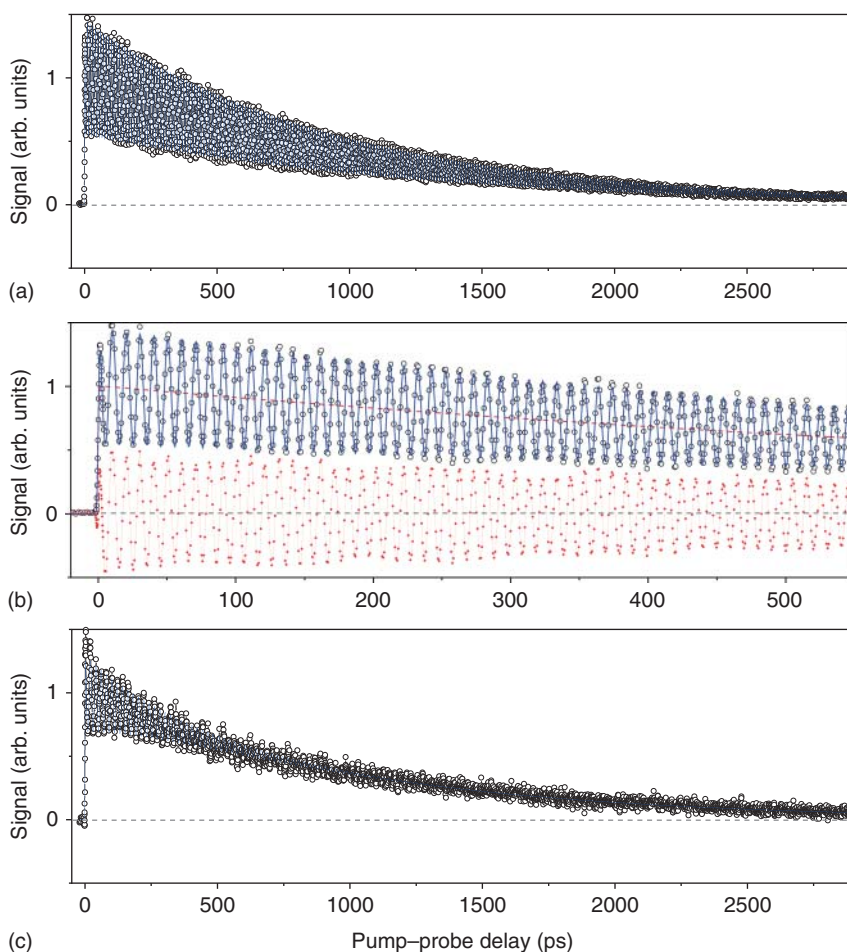 Signal (arb. units)
1
0
(a)
0 500 1000 1500 2000 2500
Signal (arb. units)
1
0
(b)
0 100 200 300 400 500
Signal (arb. units)
1
0
0 500 1000 1500 2000 2500
(c)
Pump–probe delay (ps)